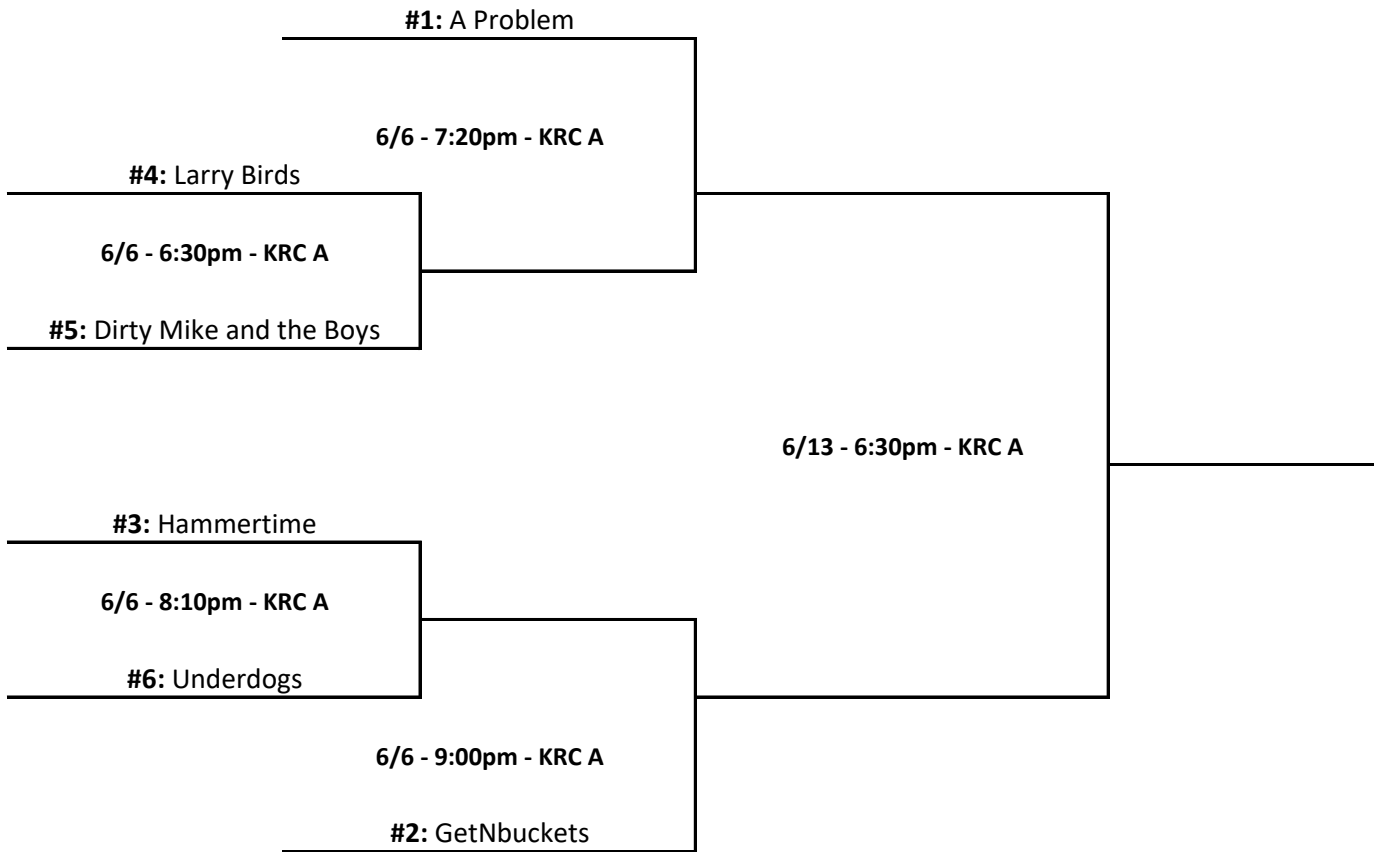 #1: A Problem
6/6 - 7:20pm - KRC A
#4: Larry Birds
6/6 - 6:30pm - KRC A
#5: Dirty Mike and the Boys
6/13 - 6:30pm - KRC A
#3: Hammertime
6/6 - 8:10pm - KRC A
#6: Underdogs
6/6 - 9:00pm - KRC A
#2: GetNbuckets